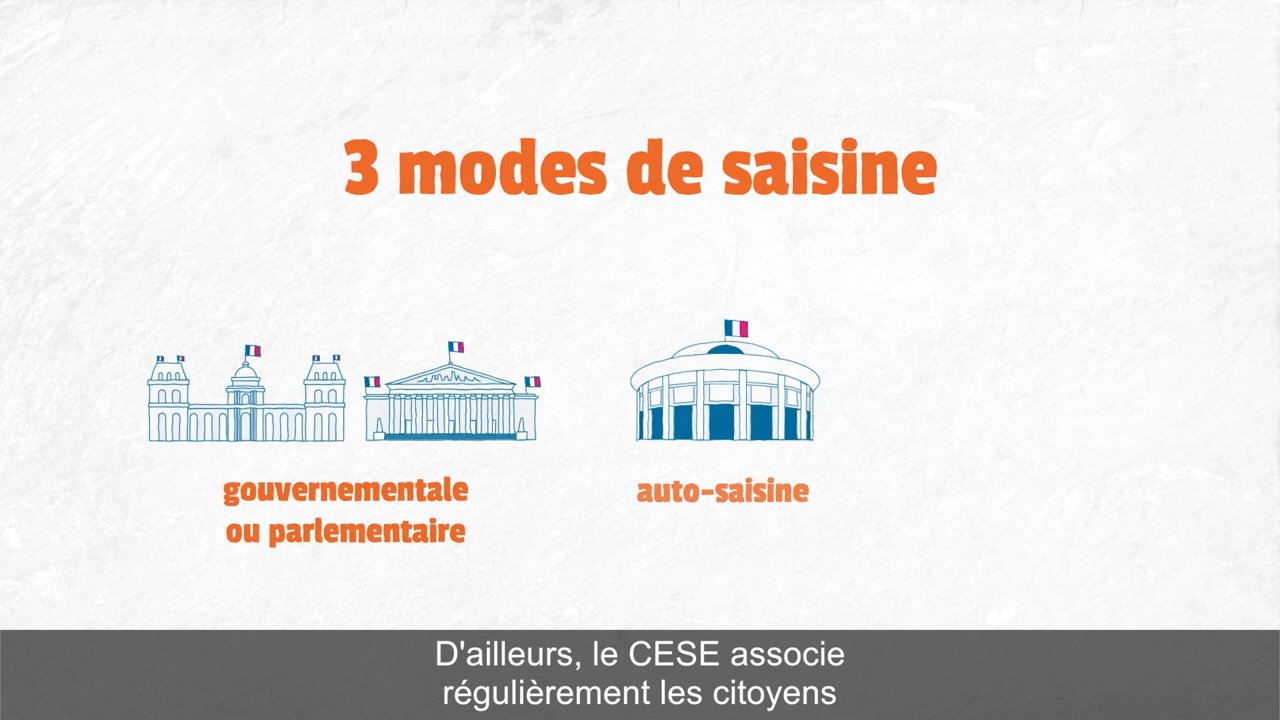 3 modes de saisine
gouvernementale
ou parlementaire
auto-saisine
D'ailleurs, le CESE associe
régulièrement les citoyens